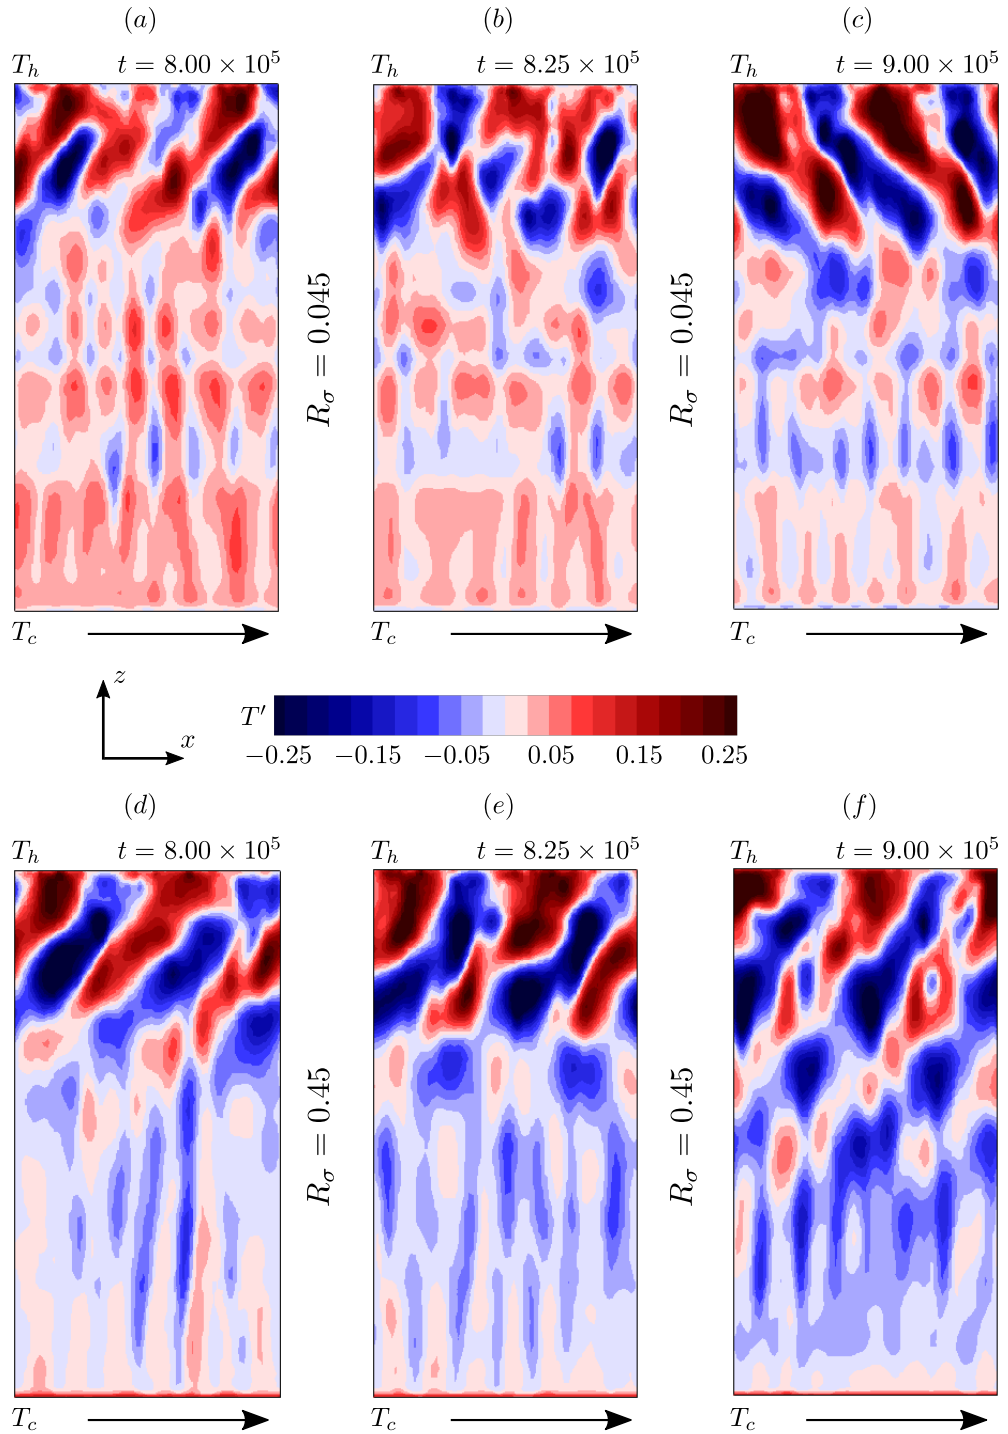 (a) (b) (c)
T_h t = 8.00 × 10^5 T_h t = 8.25 × 10^5 T_h t = 9.00 × 10^5
R_σ = 0.045 R_σ = 0.045
T_c T_c T_c
z
x
T′
−0.25 −0.15 −0.05 0.05 0.15 0.25
(d) (e) (f)
T_h t = 8.00 × 10^5 T_h t = 8.25 × 10^5 T_h t = 9.00 × 10^5
R_σ = 0.45 R_σ = 0.45
T_c T_c T_c